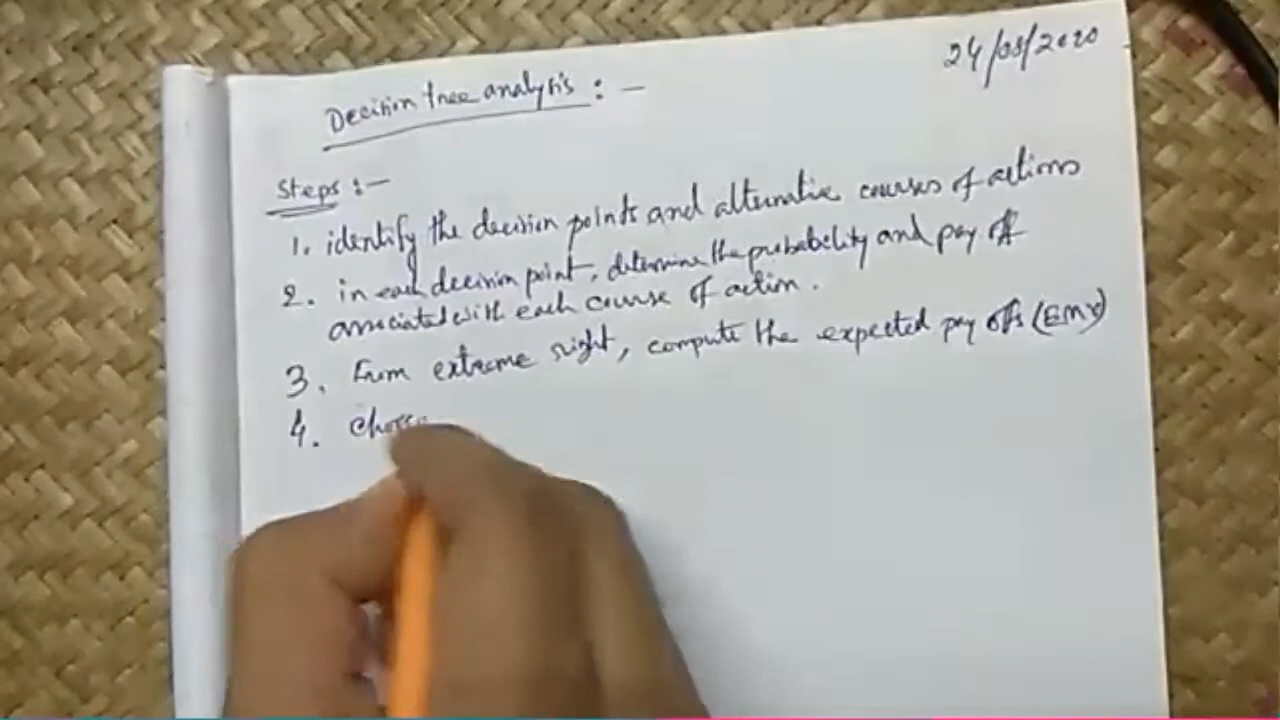 24/08/2020
Decision tree analysis : -
Steps :-
1. identify the decision points and alternative courses of actions
2. in each decision point, determine the probability and pay off
associated with each course of action.
3. From extreme right, compute the expected pay offs (EMV)
4. Choose